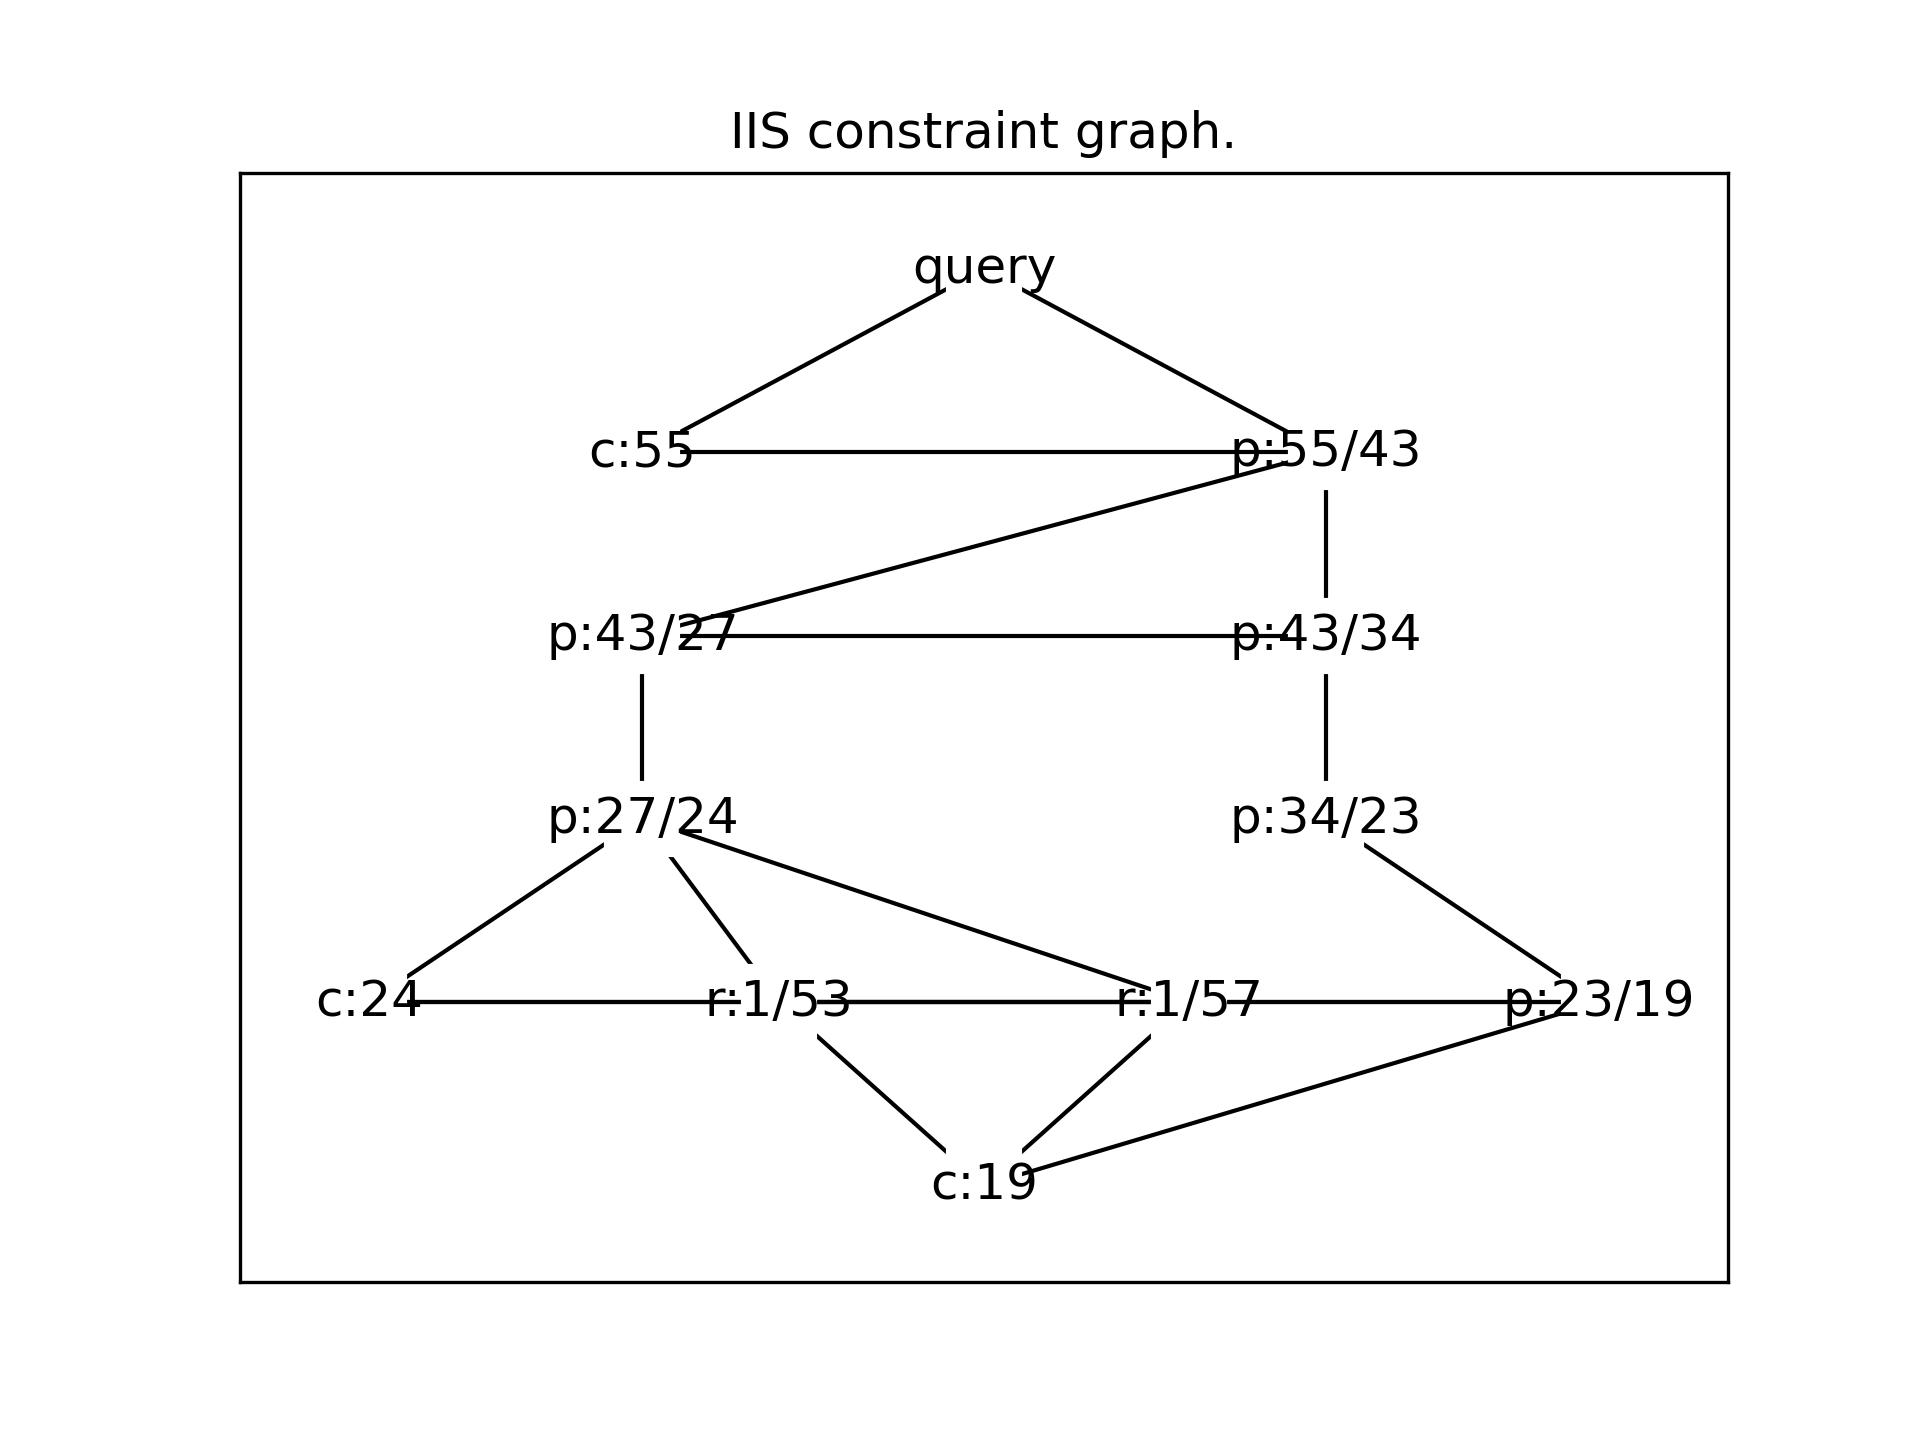 IIS constraint graph.
query
c:55 p:55/43
p:43/27 p:43/34
p:27/24 p:34/23
c:24 r:1/53 r:1/57 p:23/19
c:19